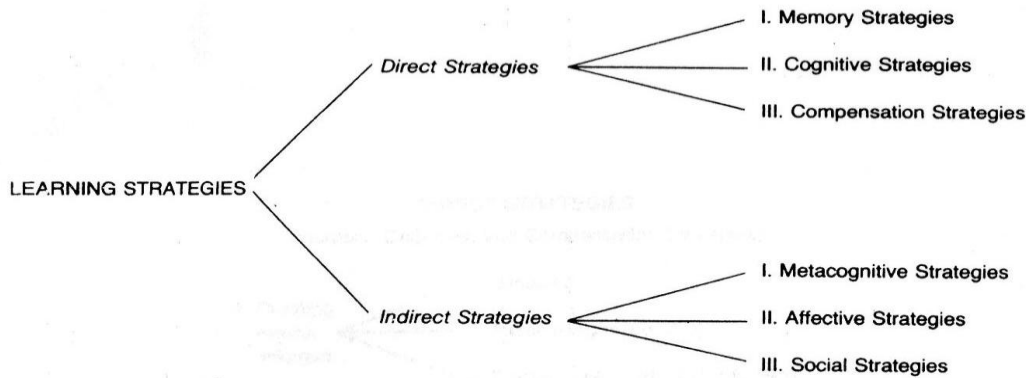 I. Memory Strategies
Direct Strategies
II. Cognitive Strategies
III. Compensation Strategies
LEARNING STRATEGIES
I. Metacognitive Strategies
Indirect Strategies
II. Affective Strategies
III. Social Strategies